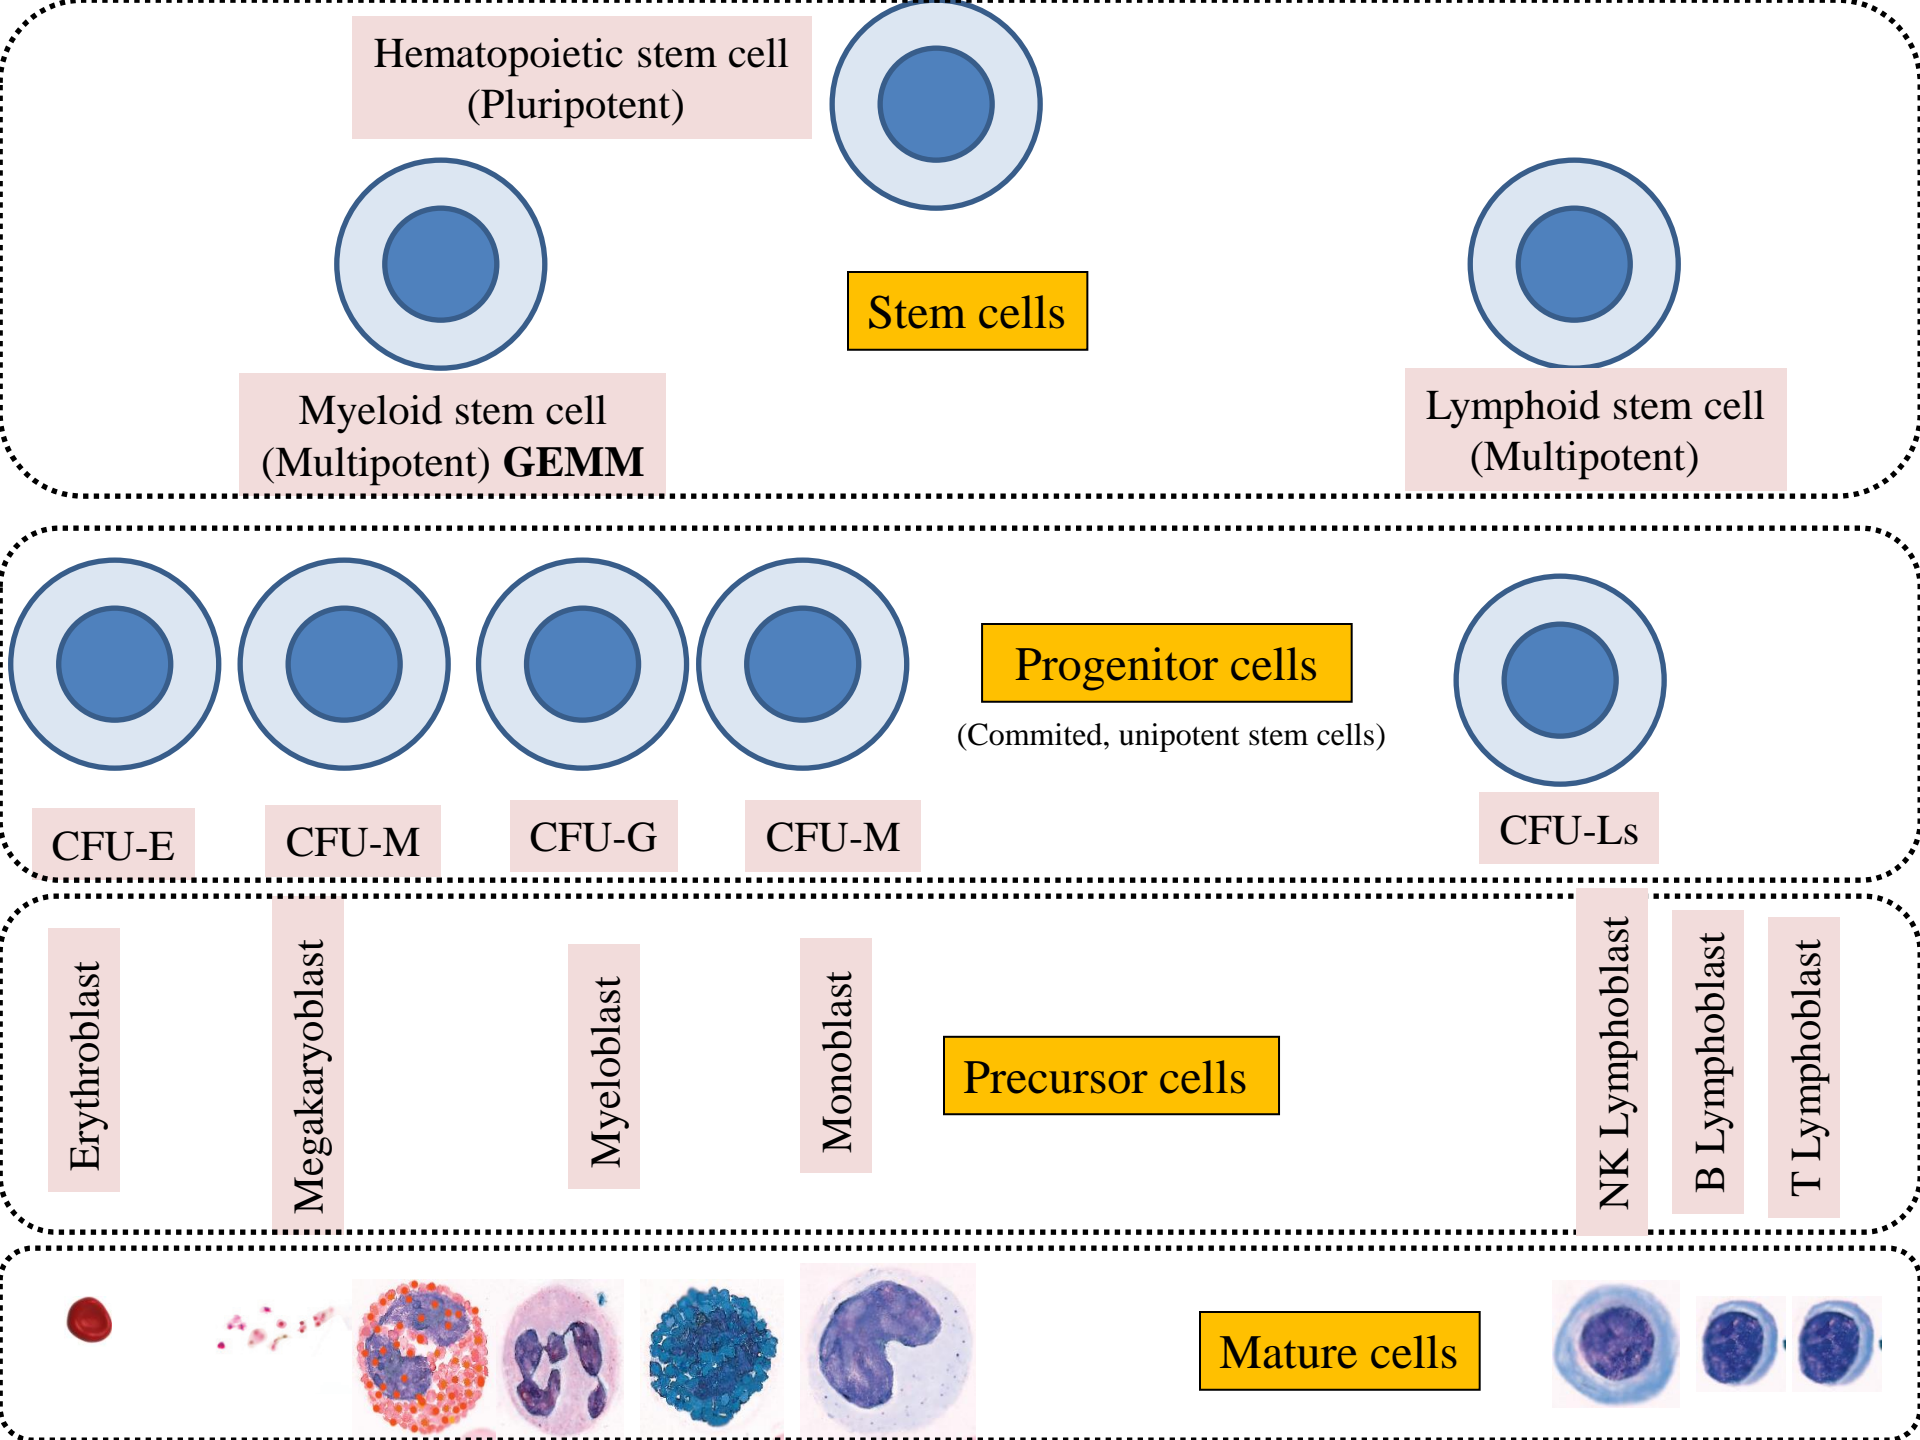 Hematopoietic stem cell
(Pluripotent)
Stem cells
Myeloid stem cell
(Multipotent) GEMM
Lymphoid stem cell
(Multipotent)
Progenitor cells
(Commited, unipotent stem cells)
CFU-E
CFU-M
CFU-G
CFU-M
CFU-Ls
Erythroblast
Megakaryoblast
Myeloblast
Monoblast
Precursor cells
NK Lymphoblast
B Lymphoblast
T Lymphoblast
Mature cells